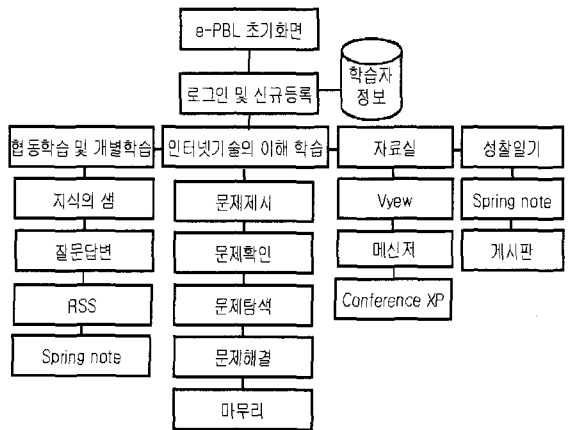 e-PBL 초기화면
학습자
정보
로그인 및 신규등록
협동학습 및 개별학습
인터넷기술의 이해 학습
자료실
성찰일기
지식의 샘
문제제시
Vyew
Spring note
질문답변
문제확인
메신저
게시판
RSS
문제탐색
Conference XP
Spring note
문제해결
마무리